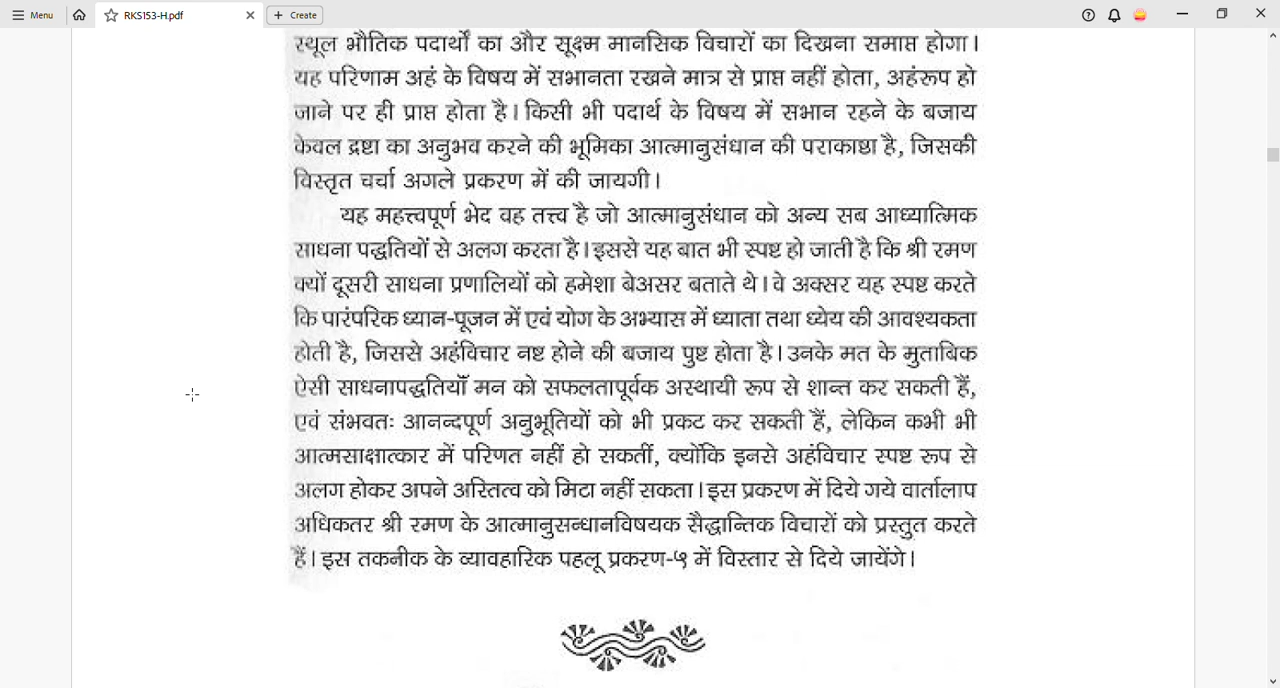 Menu
RKS153-H.pdf
Create
स्थूल भौतिक पदार्थों का और सूक्ष्म मानसिक विचारों का दिखना समाप्त होगा।
यह परिणाम अहं के विषय में सभानता रखने मात्र से प्राप्त नहीं होता, अहंरूप हो
जाने पर ही प्राप्त होता है। किसी भी पदार्थ के विषय में सभान रहने के बजाय
केवल द्रष्टा का अनुभव करने की भूमिका आत्मानुसंधान की पराकाष्ठा है, जिसकी
विस्तृत चर्चा अगले प्रकरण में की जायगी।
यह महत्त्वपूर्ण भेद वह तत्त्व है जो आत्मानुसंधान को अन्य सब आध्यात्मिक
साधना पद्धतियों से अलग करता है। इससे यह बात भी स्पष्ट हो जाती है कि श्री रमण
क्यों दूसरी साधना प्रणालियों को हमेशा बेअसर बताते थे। वे अक्सर यह स्पष्ट करते
कि पारंपरिक ध्यान-पूजन में एवं योग के अभ्यास में ध्याता तथा ध्येय की आवश्यकता
होती है, जिससे अहंविचार नष्ट होने की बजाय पुष्ट होता है। उनके मत के मुताबिक
ऐसी साधनापद्धतियाँ मन को सफलतापूर्वक अस्थायी रूप से शान्त कर सकती हैं,
एवं संभवतः आनन्दपूर्ण अनुभूतियों को भी प्रकट कर सकती हैं, लेकिन कभी भी
आत्मसाक्षात्कार में परिणत नहीं हो सकतीं, क्योंकि इनसे अहंविचार स्पष्ट रूप से
अलग होकर अपने अस्तित्व को मिटा नहीं सकता। इस प्रकरण में दिये गये वार्तालाप
अधिकतर श्री रमण के आत्मानुसन्धानविषयक सैद्धान्तिक विचारों को प्रस्तुत करते
हैं। इस तकनीक के व्यावहारिक पहलू प्रकरण-५ में विस्तार से दिये जायेंगे।